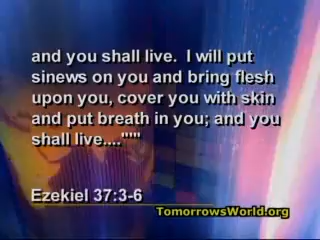 and you shall live.  I will put
sinews on you and bring flesh
upon you, cover you with skin
and put breath in you; and you
shall live...."'"
Ezekiel 37:3-6
TomorrowsWorld.org